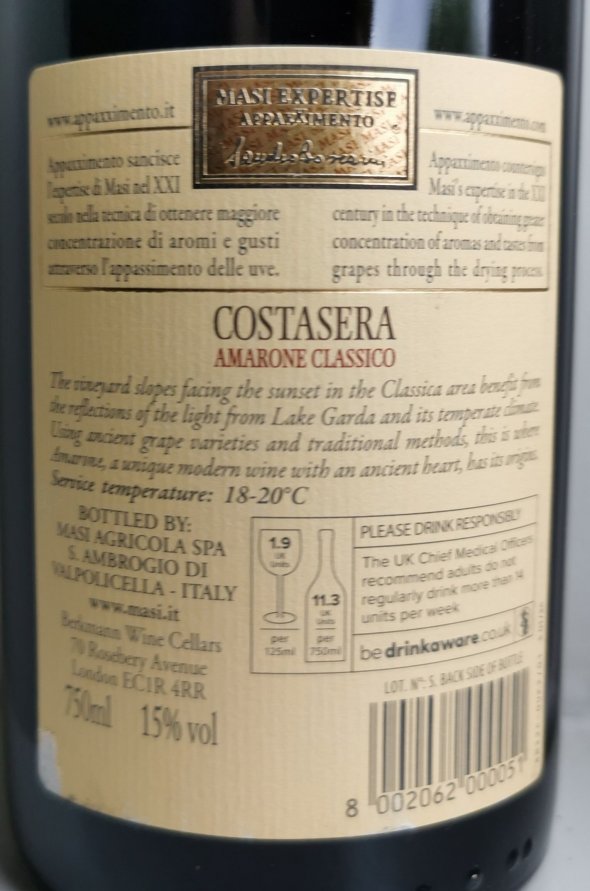 MASI EXPERTISE
APPAXXIMENTO
www.appaxximento.it
www.appaxximento.com
Appaxximento sancisce
l'expertise di Masi nel XXI
secolo nella tecnica di ottenere maggiore
concentrazione di aromi e gusti
attraverso l'appassimento delle uve.
Appaxximento countersign
Masi's expertise in the XXI
century in the technique of obtaining greater
concentration of aromas and tastes from
grapes through the drying process.
COSTASERA
AMARONE CLASSICO
The vineyard slopes facing the sunset in the Classica area benefit from
the reflections of the light from Lake Garda and its temperate climate.
Using ancient grape varieties and traditional methods, this is where
Amarone, a unique modern wine with an ancient heart, has its origins.
Service temperature: 18-20°C
BOTTLED BY:
MASI AGRICOLA SPA
S. AMBROGIO DI
VALPOLICELLA - ITALY
www.masi.it
Berkmann Wine Cellars
70 Rosebery Avenue
London EC1R 4RR
750ml 15% vol
1.9
UK
Units
per
125ml
11.3
UK
Units
per
750ml
PLEASE DRINK RESPONSIBLY
The UK Chief Medical Officers
recommend adults do not
regularly drink more than 14
units per week
bedrinkaware.co.uk
LOT. N°: S. BACK SIDE OF BOTTLE
8 002062 000051